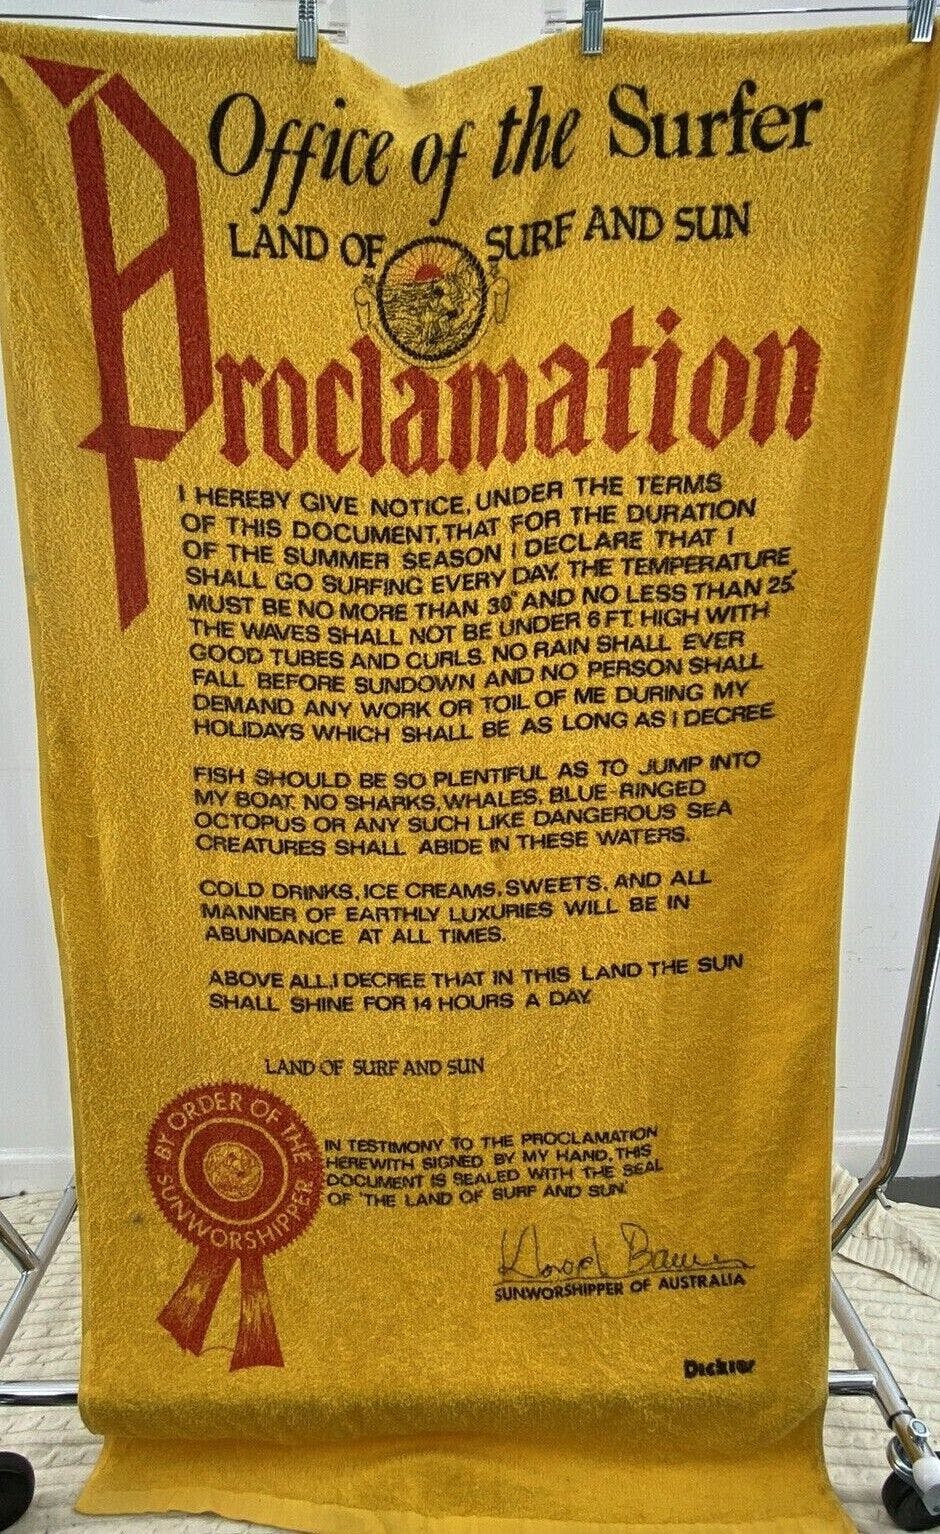 Office of the Surfer
LAND OF SURF AND SUN
Proclamation
I HEREBY GIVE NOTICE, UNDER THE TERMS
OF THIS DOCUMENT, THAT FOR THE DURATION
OF THE SUMMER SEASON I DECLARE THAT I
SHALL GO SURFING EVERY DAY. THE TEMPERATURE
MUST BE NO MORE THAN 30° AND NO LESS THAN 25°.
THE WAVES SHALL NOT BE UNDER 6 FT. HIGH WITH
GOOD TUBES AND CURLS. NO RAIN SHALL EVER
FALL BEFORE SUNDOWN AND NO PERSON SHALL
DEMAND ANY WORK OR TOIL OF ME DURING MY
HOLIDAYS WHICH SHALL BE AS LONG AS I DECREE.
FISH SHOULD BE SO PLENTIFUL AS TO JUMP INTO
MY BOAT. NO SHARKS, WHALES, BLUE-RINGED
OCTOPUS OR ANY SUCH LIKE DANGEROUS SEA
CREATURES SHALL ABIDE IN THESE WATERS.
COLD DRINKS, ICE CREAMS, SWEETS, AND ALL
MANNER OF EARTHLY LUXURIES WILL BE IN
ABUNDANCE AT ALL TIMES.
ABOVE ALL, I DECREE THAT IN THIS LAND THE SUN
SHALL SHINE FOR 14 HOURS A DAY.
LAND OF SURF AND SUN
BY ORDER OF THE
SUNWORSHIPPER
IN TESTIMONY TO THE PROCLAMATION
HEREWITH SIGNED BY MY HAND, THIS
DOCUMENT IS SEALED WITH THE SEAL
OF 'THE LAND OF SURF AND SUN.'
SUNWORSHIPPER OF AUSTRALIA
Dickies